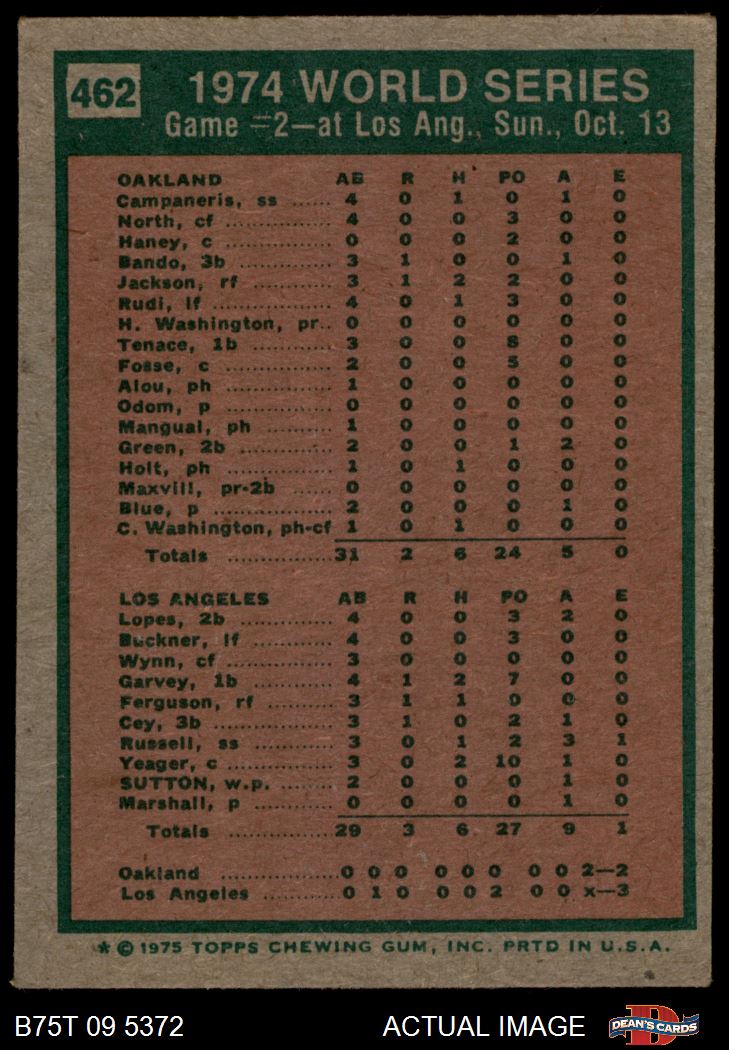 462
1974 WORLD SERIES
Game #2—at Los Ang., Sun., Oct. 13
OAKLAND AB R H PO A E
Campaneris, ss ...... 4 0 1 0 1 0
North, cf ................ 4 0 0 3 0 0
Haney, c ................ 0 0 0 2 0 0
Bando, 3b .............. 3 1 0 0 1 0
Jackson, rf ............ 3 1 2 2 0 0
Rudi, lf .................. 4 0 1 3 0 0
H. Washington, pr.. 0 0 0 0 0 0
Tenace, 1b ............ 3 0 0 8 0 0
Fosse, c ................ 2 0 0 5 0 0
Alou, ph ................ 1 0 0 0 0 0
Odom, p ................ 0 0 0 0 0 0
Mangual, ph .......... 1 0 0 0 0 0
Green, 2b .............. 2 0 0 1 2 0
Holt, ph ................ 1 0 1 0 0 0
Maxvill, pr-2b ...... 0 0 0 0 0 0
Blue, p .................. 2 0 0 0 1 0
C. Washington, ph-cf 1 0 1 0 0 0
Totals .............. 31 2 6 24 5 0
LOS ANGELES AB R H PO A E
Lopes, 2b .............. 4 0 0 3 2 0
Buckner, lf ............ 4 0 0 3 0 0
Wynn, cf ................ 3 0 0 0 0 0
Garvey, 1b ............ 4 1 2 7 0 0
Ferguson, rf .......... 3 1 1 0 0 0
Cey, 3b .................. 3 1 0 2 1 0
Russell, ss ............ 3 0 1 2 3 1
Yeager, c .............. 3 0 2 10 1 0
SUTTON, w.p. ........ 2 0 0 0 1 0
Marshall, p ............ 0 0 0 0 1 0
Totals .............. 29 3 6 27 9 1
Oakland ................ 0 0 0 0 0 0 0 0 2—2
Los Angeles .......... 0 1 0 0 0 2 0 0 x—3
* © 1975 TOPPS CHEWING GUM, INC. PRTD IN U.S.A.
B75T 09 5372 ACTUAL IMAGE DEAN'S CARDS